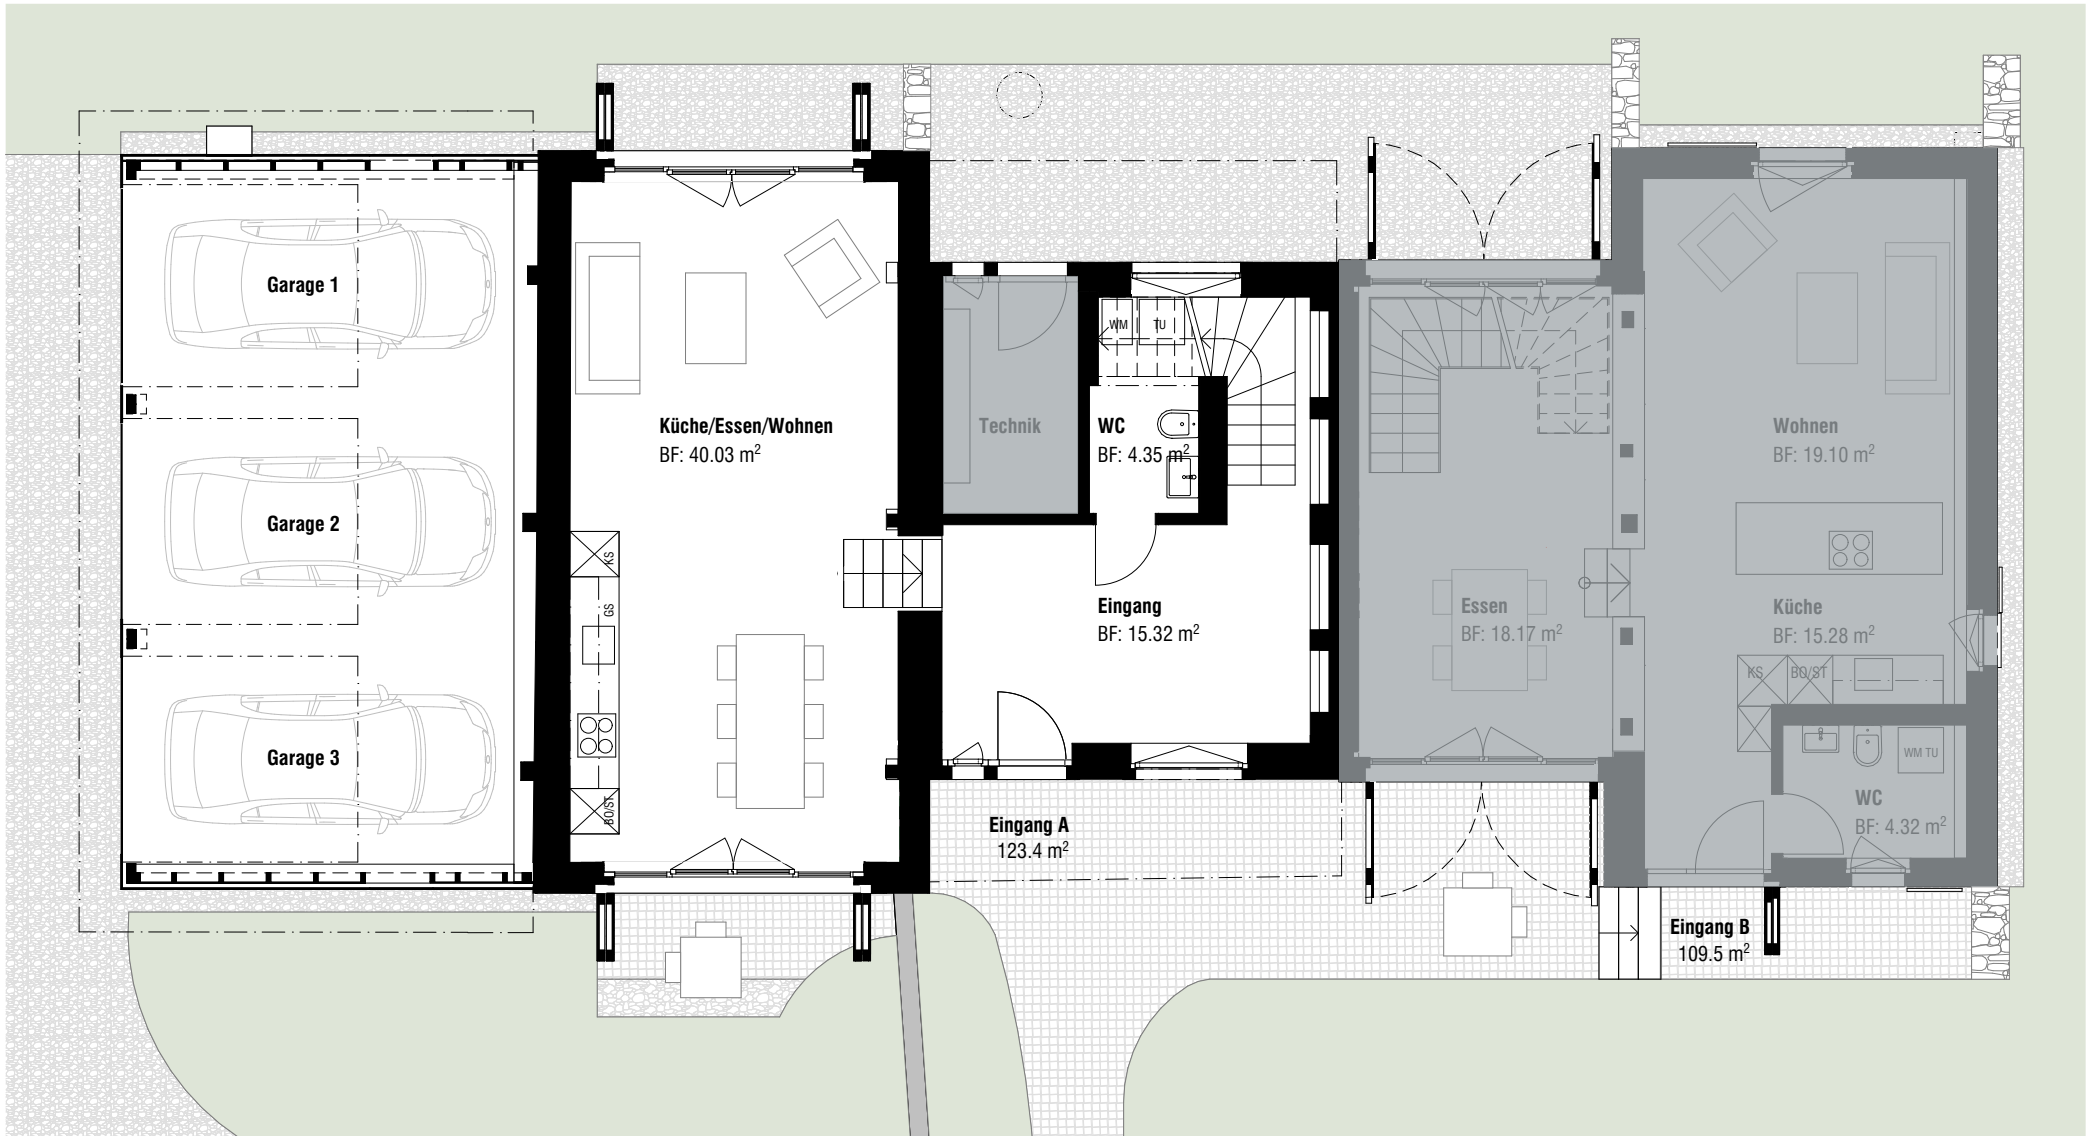 Garage 1
Garage 2
Garage 3
Küche/Essen/Wohnen
BF: 40.03 m²
KS
GS
BO/ST
Technik
WM
TU
WC
BF: 4.35 m²
Eingang
BF: 15.32 m²
Eingang A
123.4 m²
Essen
BF: 18.17 m²
Wohnen
BF: 19.10 m²
Küche
BF: 15.28 m²
KS
BO/ST
WM TU
WC
BF: 4.32 m²
Eingang B
109.5 m²